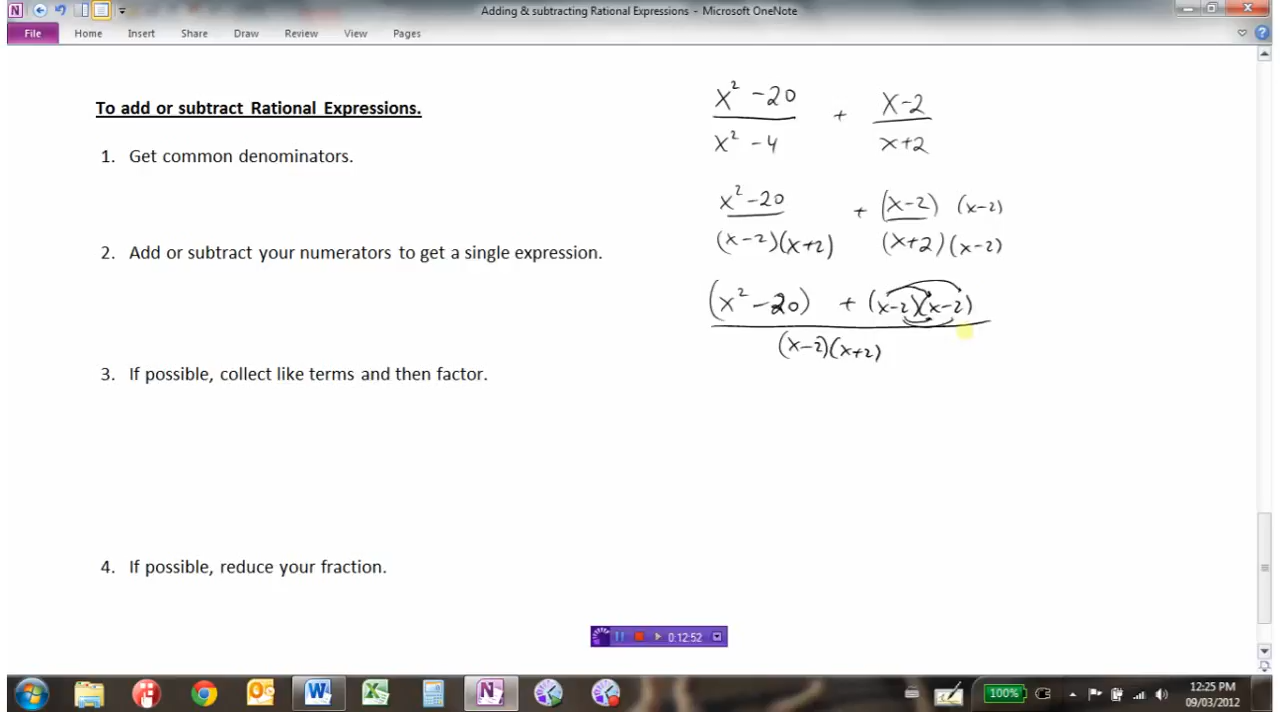 Adding & subtracting Rational Expressions - Microsoft OneNote
File Home Insert Share Draw Review View Pages
To add or subtract Rational Expressions.
1. Get common denominators.
2. Add or subtract your numerators to get a single expression.
3. If possible, collect like terms and then factor.
4. If possible, reduce your fraction.
x² -20 + x-2
x² -4 x+2
x² -20 + (x-2) (x-2)
(x-2)(x+2) (x+2)(x-2)
(x² -20) + (x-2)(x-2)
(x-2)(x+2)
0:12:52
100%
12:25 PM
09/03/2012